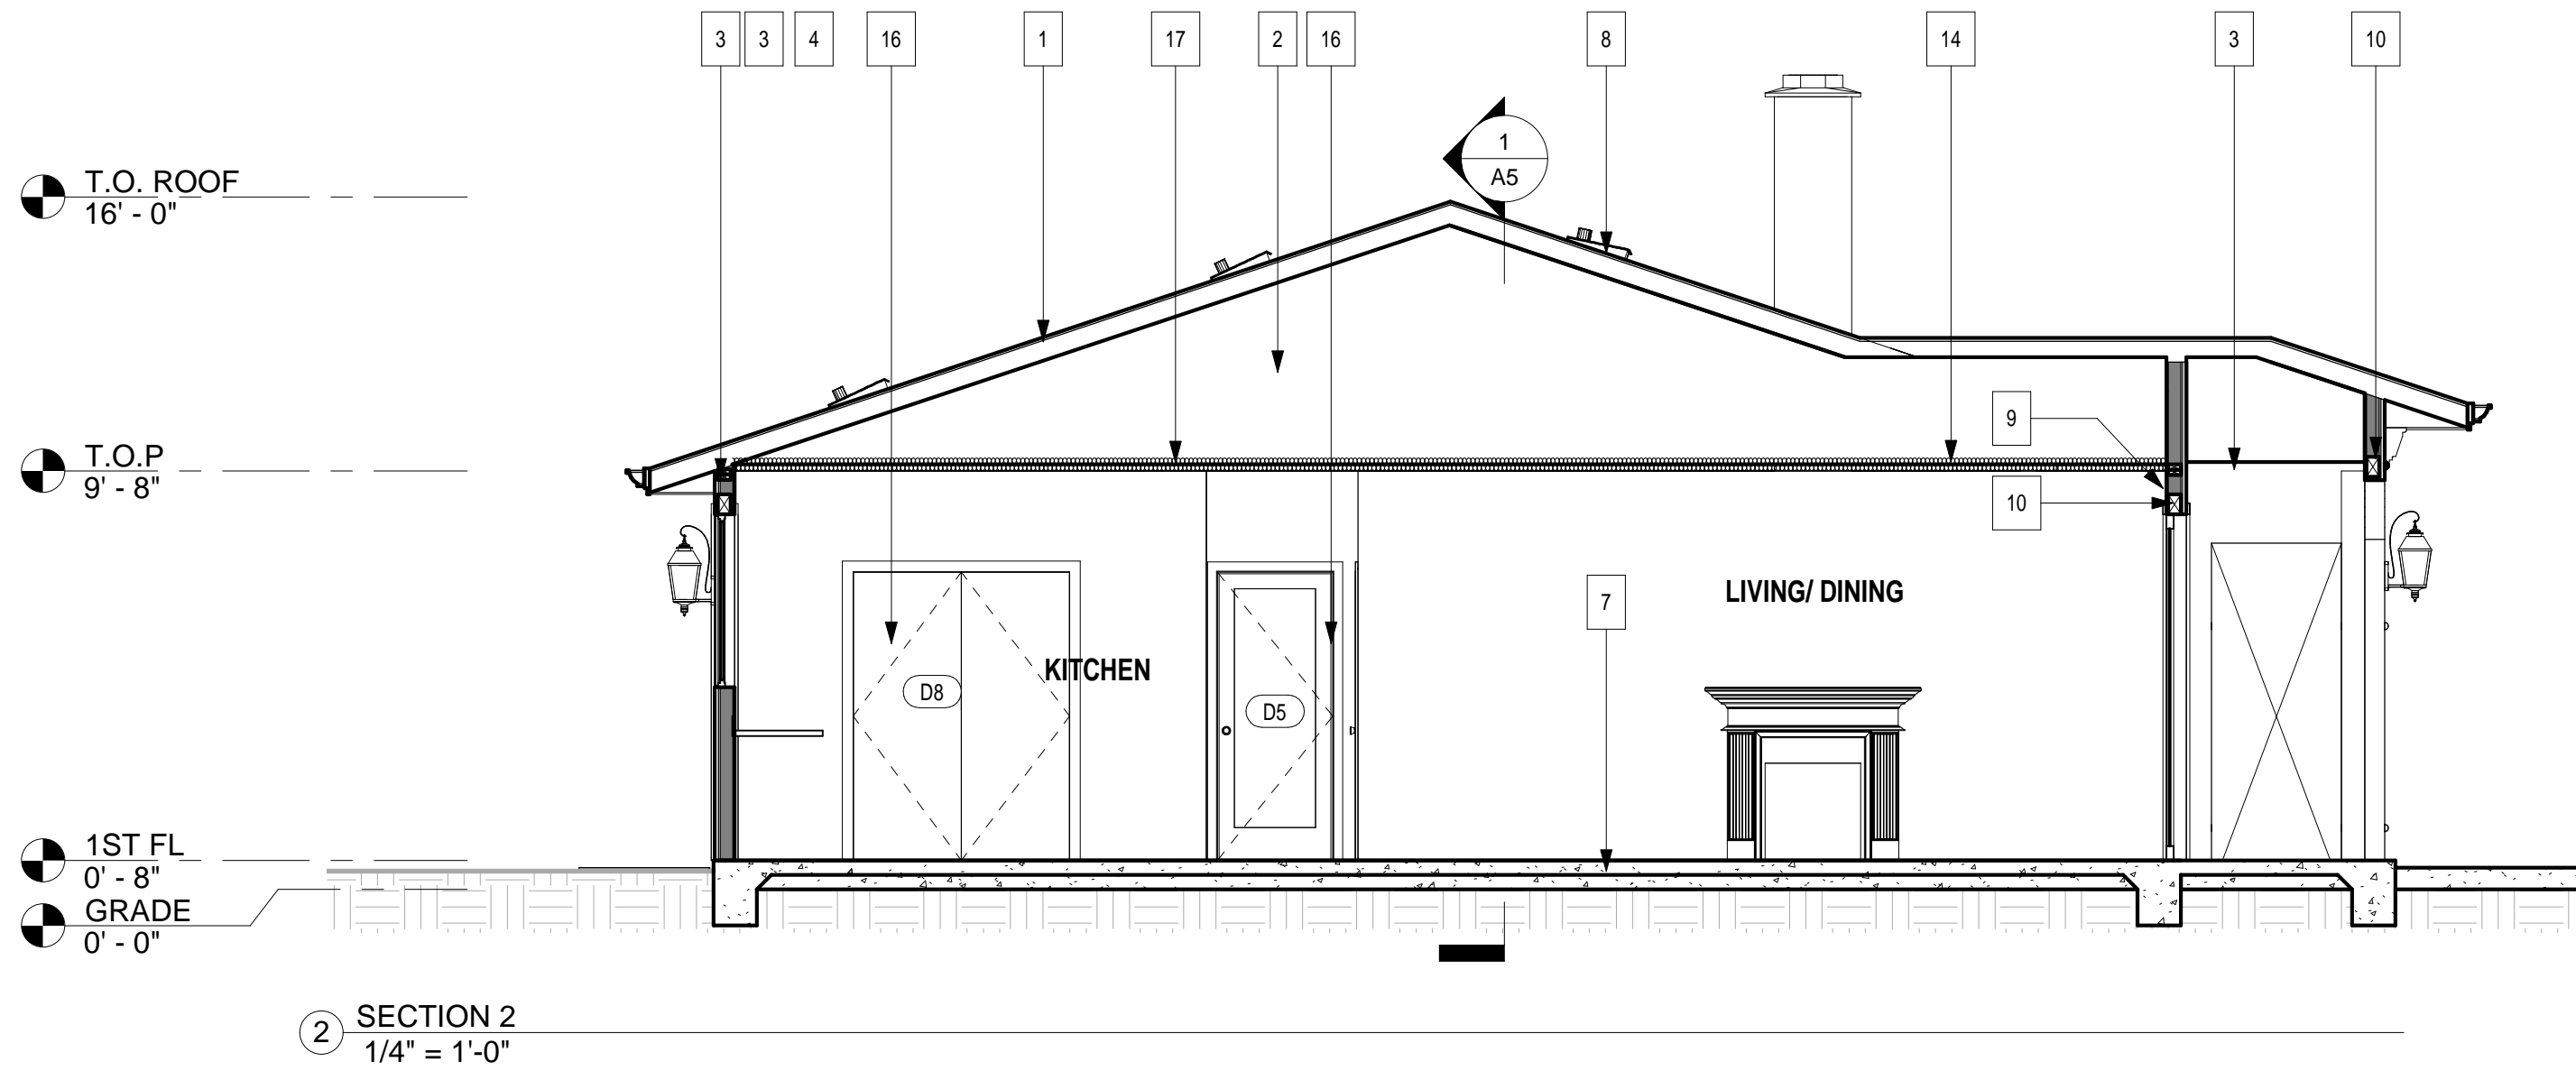 3 3 4 16 1 17 2 16 8 14 3 10
1
A5
T.O. ROOF
16' - 0"
9
T.O.P
9' - 8"
10
7
LIVING/ DINING
KITCHEN
D8
D5
1ST FL
0' - 8"
GRADE
0' - 0"
2
SECTION 2
1/4" = 1'-0"